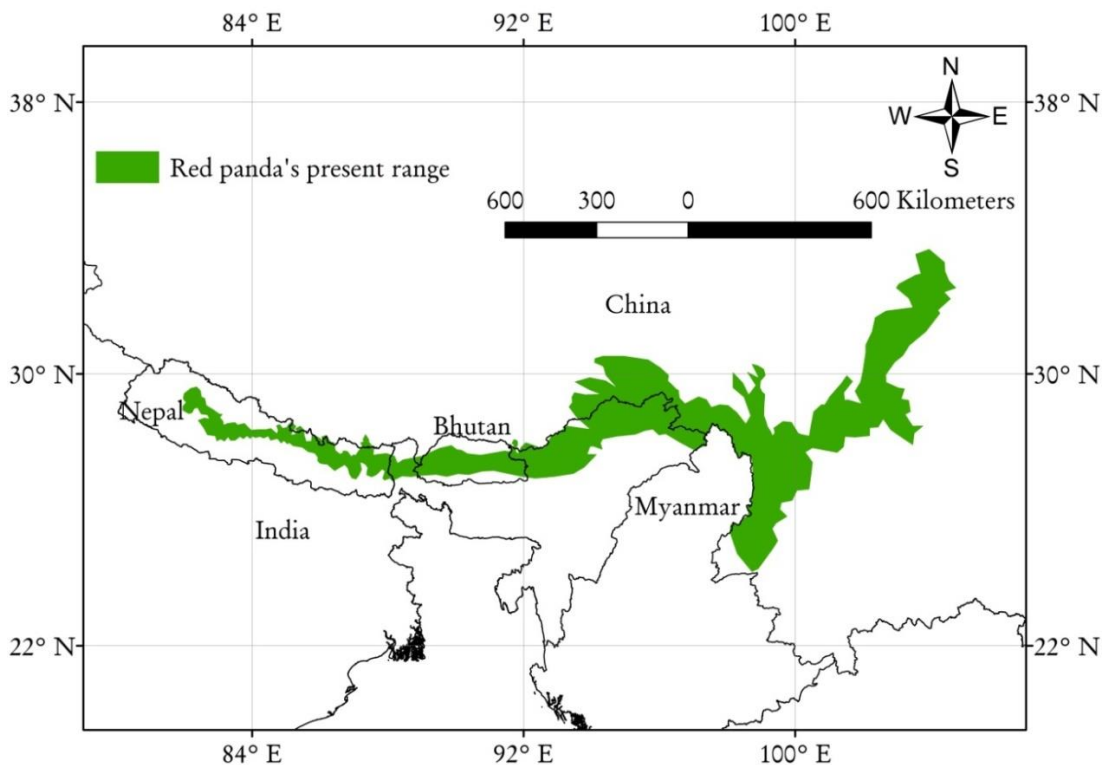 84° E 92° E 100° E
N
38° N 38° N
W E
S
Red panda's present range
600 300 0 600 Kilometers
China
30° N 30° N
Nepal
Bhutan
Myanmar
India
22° N 22° N
84° E 92° E 100° E